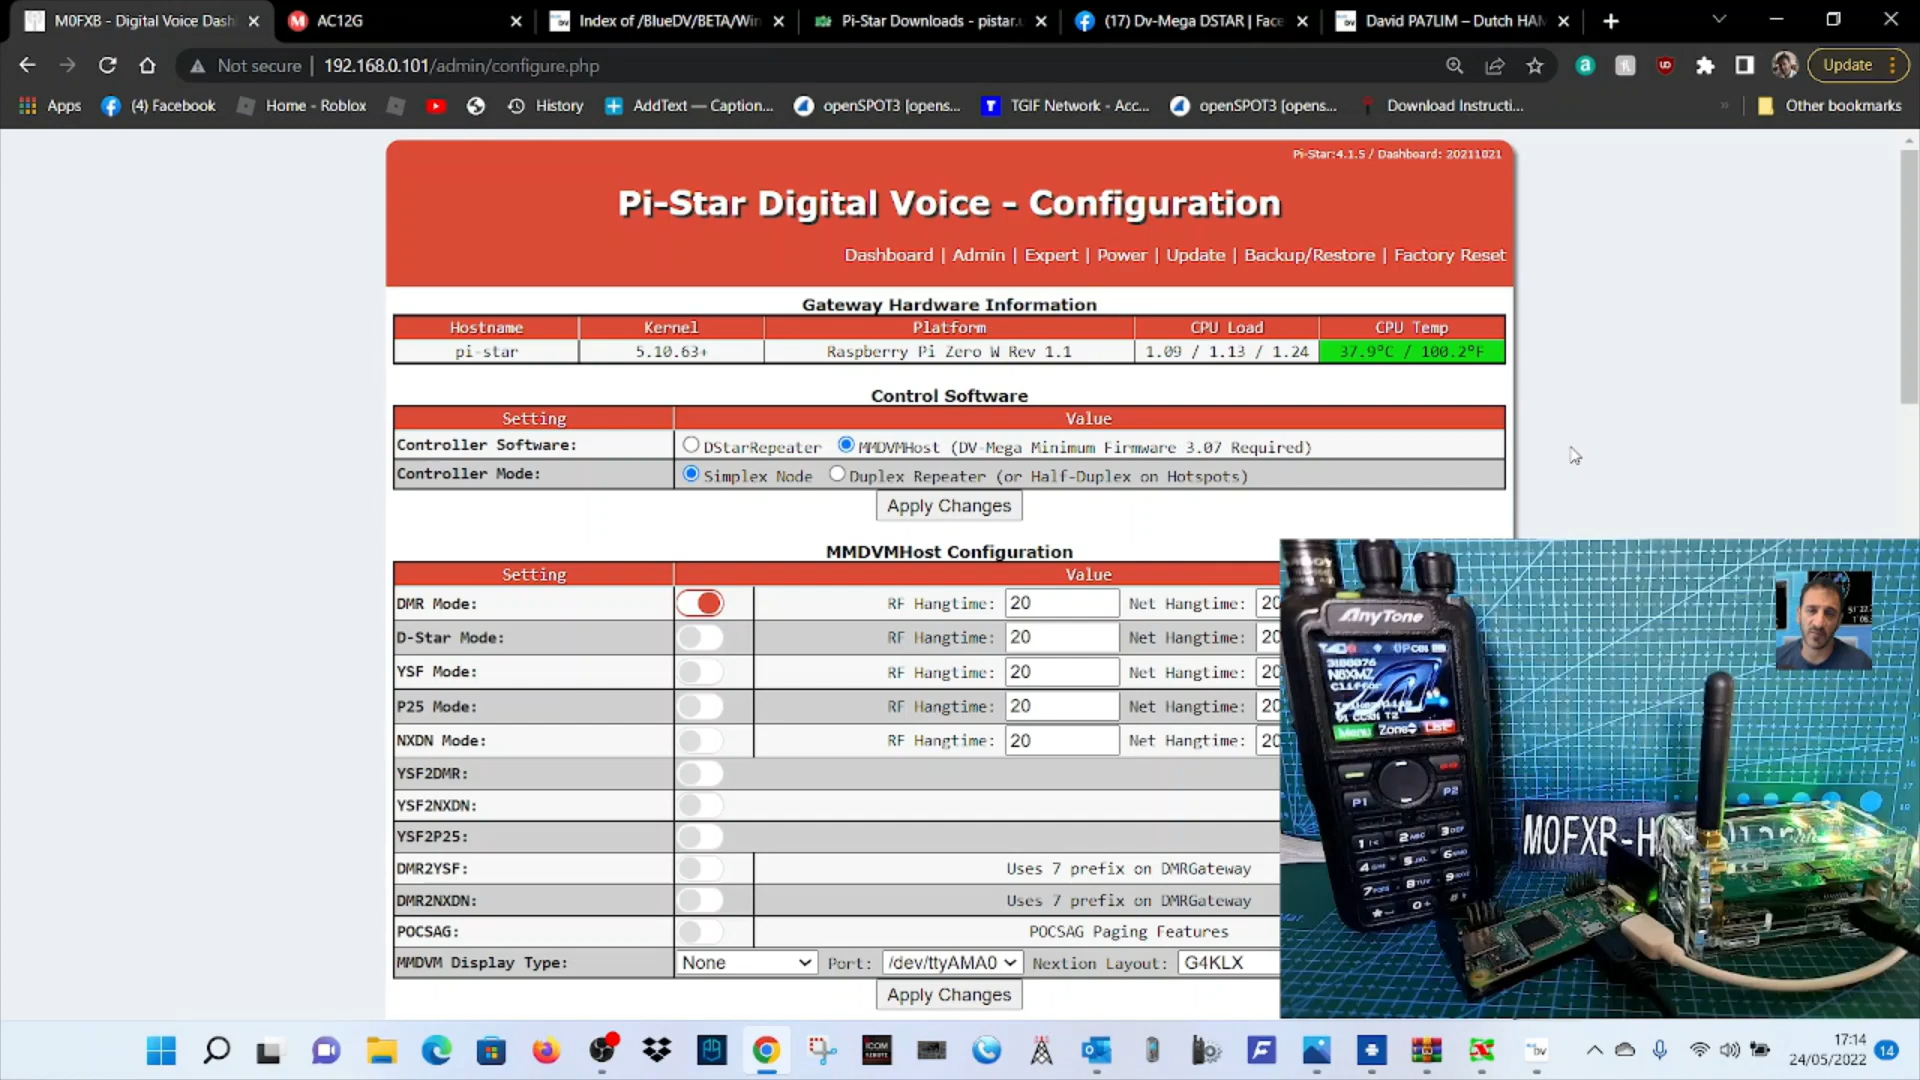 M0FXB - Digital Voice Dash
AC12G
Index of /BlueDV/BETA/Win
Pi-Star Downloads - pistar.u
(17) Dv-Mega DSTAR | Face
David PA7LIM – Dutch HAM
Not secure
192.168.0.101/admin/configure.php
Update
Apps
(4) Facebook
Home - Roblox
History
AddText — Caption...
openSPOT3 [opens...
TGIF Network - Acc...
openSPOT3 [opens...
Download Instructi...
Other bookmarks
Pi-Star:4.1.5 / Dashboard: 20211021
Pi-Star Digital Voice - Configuration
Dashboard | Admin | Expert | Power | Update | Backup/Restore | Factory Reset
Gateway Hardware Information
Hostname Kernel Platform CPU Load CPU Temp
pi-star 5.10.63+ Raspberry Pi Zero W Rev 1.1 1.09 / 1.13 / 1.24 37.9°C / 100.2°F
Control Software
Setting Value
Controller Software: DStarRepeater MMDVMHost (DV-Mega Minimum Firmware 3.07 Required)
Controller Mode: Simplex Node Duplex Repeater (or Half-Duplex on Hotspots)
Apply Changes
MMDVMHost Configuration
Setting Value
DMR Mode: RF Hangtime: 20 Net Hangtime: 20
D-Star Mode: RF Hangtime: 20 Net Hangtime: 20
YSF Mode: RF Hangtime: 20 Net Hangtime: 20
P25 Mode: RF Hangtime: 20 Net Hangtime: 20
NXDN Mode: RF Hangtime: 20 Net Hangtime: 20
YSF2DMR:
YSF2NXDN:
YSF2P25:
DMR2YSF: Uses 7 prefix on DMRGateway
DMR2NXDN: Uses 7 prefix on DMRGateway
POCSAG: POCSAG Paging Features
MMDVM Display Type: None Port: /dev/ttyAMA0 Nextion Layout: G4KLX
Apply Changes
AnyTone
N8XMZ
Menu Zone List
P1 P2
M0FXB-H
17:14
24/05/2022
14